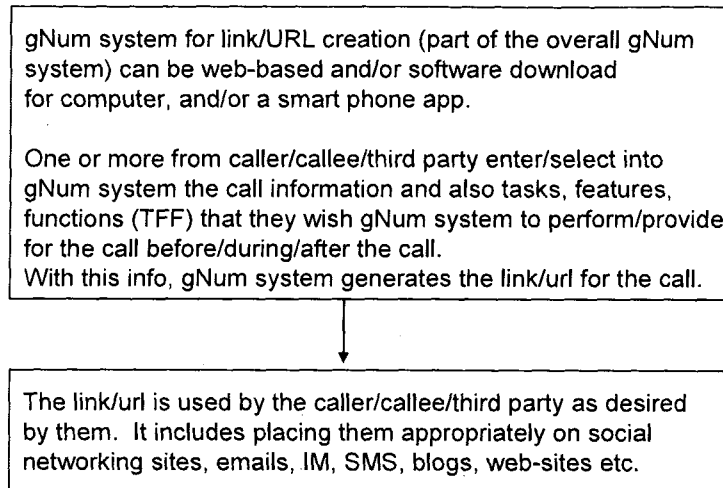 gNum system for link/URL creation (part of the overall gNum
system) can be web-based and/or software download
for computer, and/or a smart phone app.
One or more from caller/callee/third party enter/select into
gNum system the call information and also tasks, features,
functions (TFF) that they wish gNum system to perform/provide
for the call before/during/after the call.
With this info, gNum system generates the link/url for the call.
The link/url is used by the caller/callee/third party as desired
by them.  It includes placing them appropriately on social
networking sites, emails, IM, SMS, blogs, web-sites etc.